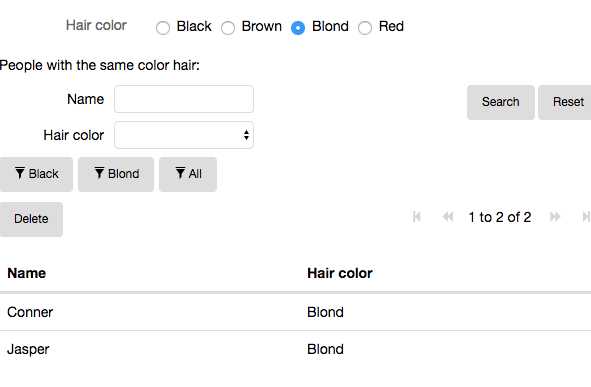 Hair color Black Brown Blond Red
People with the same color hair:
Name Search Reset
Hair color
Black Blond All
Delete 1 to 2 of 2
Name Hair color
Conner Blond
Jasper Blond